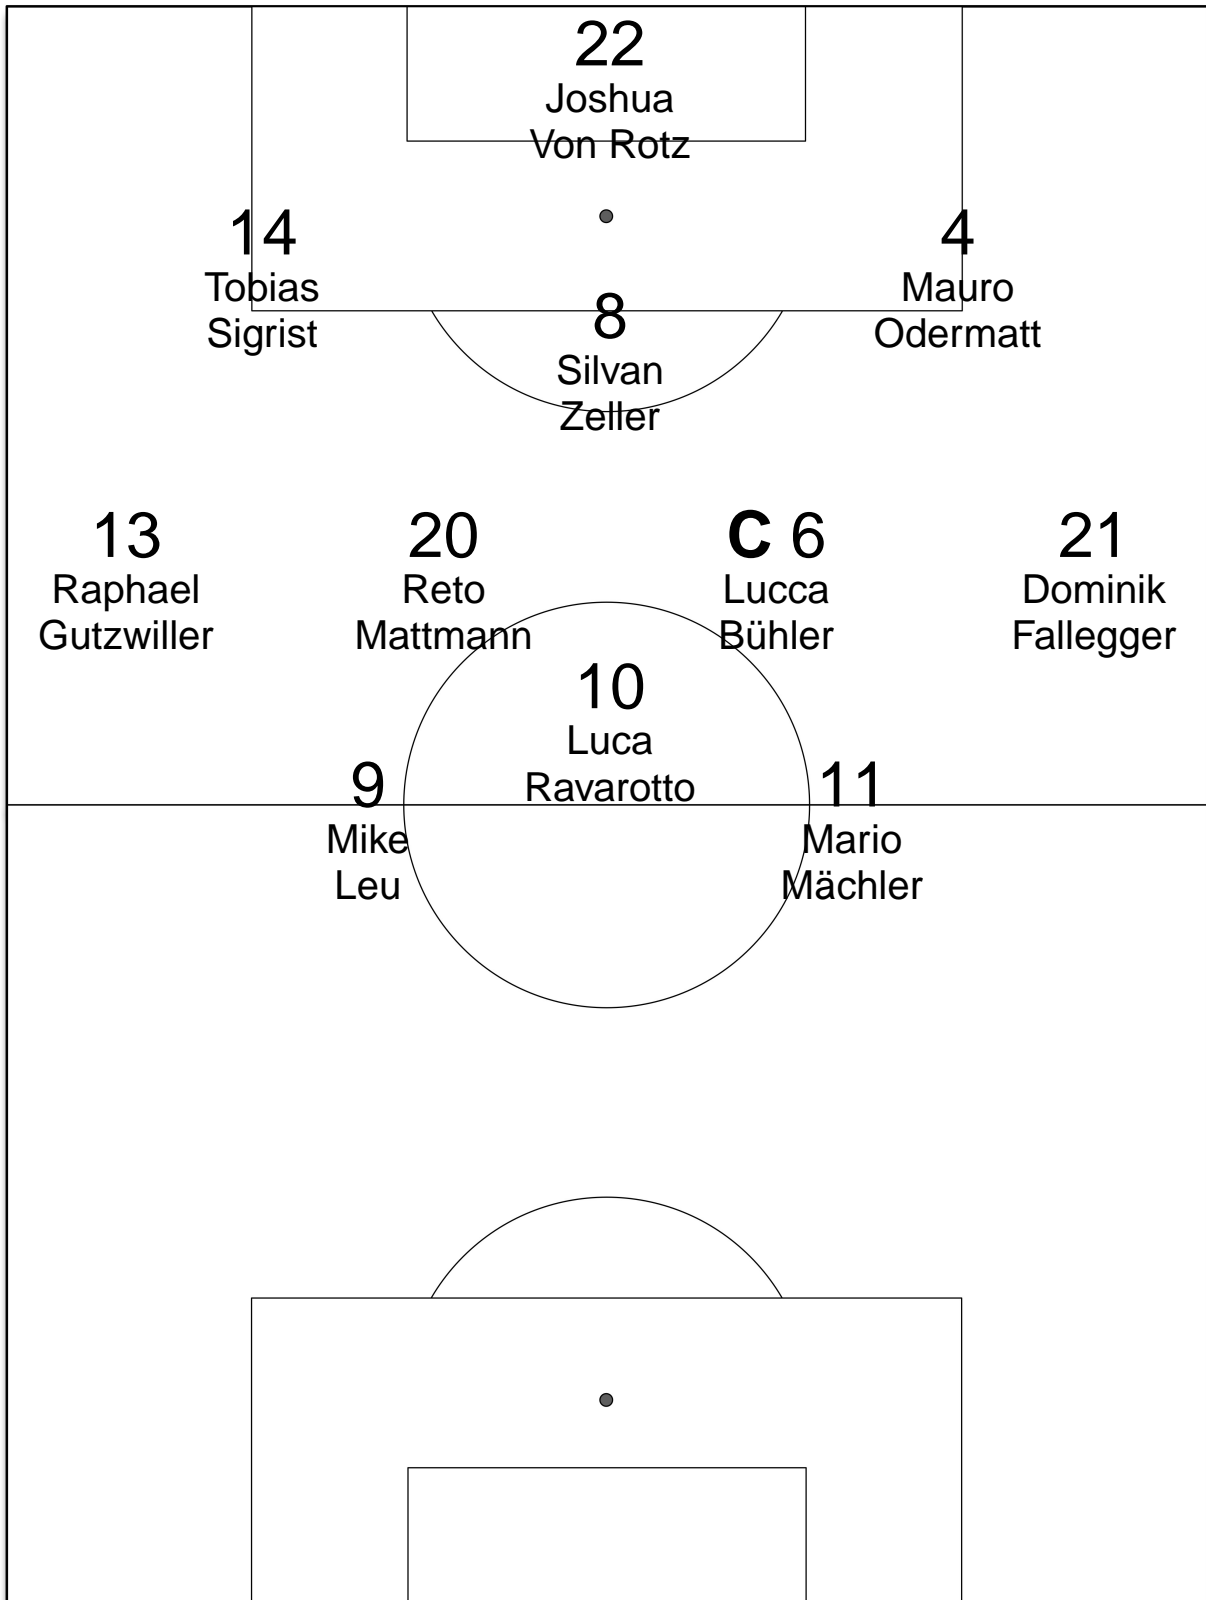 22
Joshua
Von Rotz
14
Tobias
Sigrist
4
Mauro
Odermatt
8
Silvan
Zeller
13
Raphael
Gutzwiller
20
Reto
Mattmann
C 6
Lucca
Bühler
21
Dominik
Fallegger
10
Luca
Ravarotto
9
Mike
Leu
11
Mario
Mächler